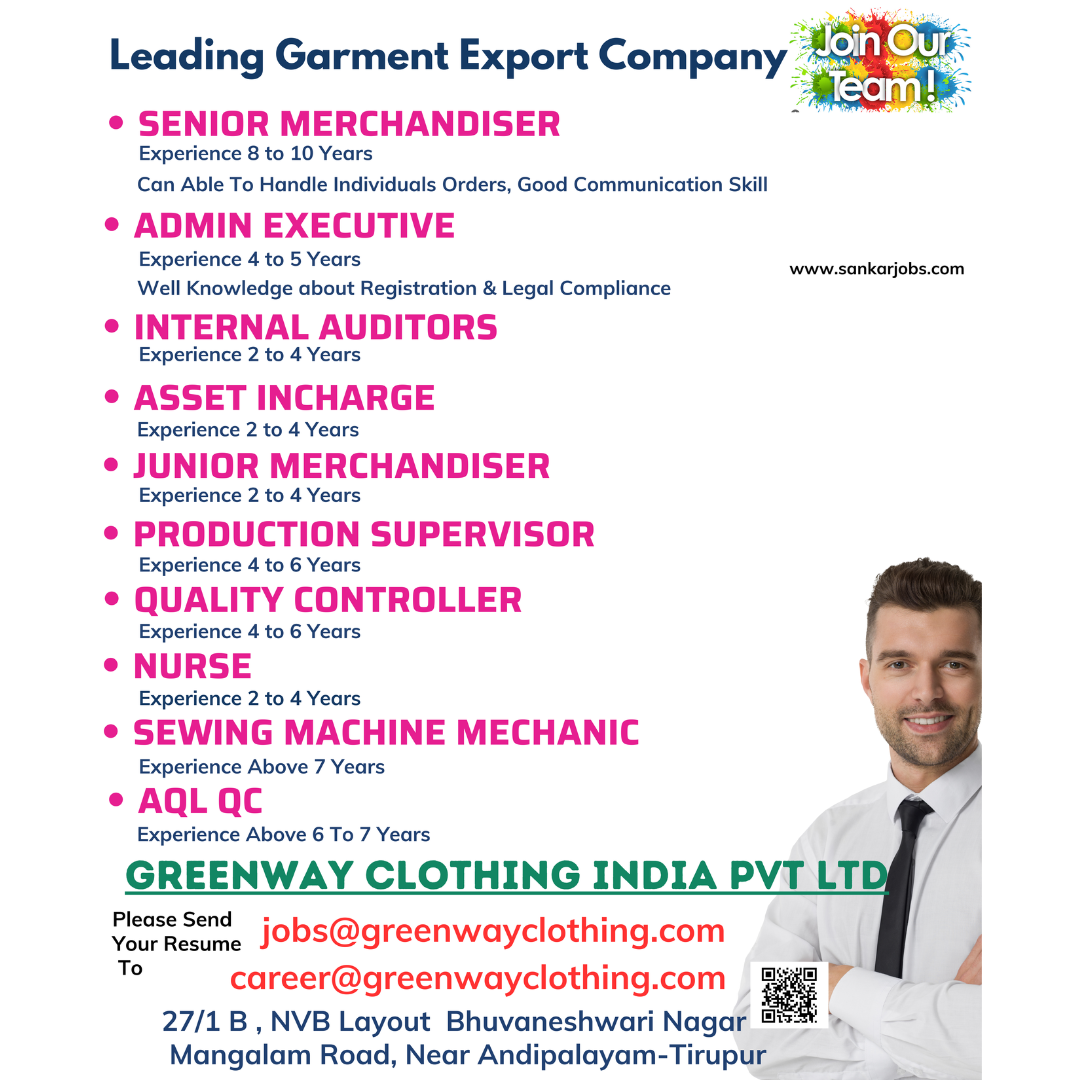 Leading Garment Export Company
Join Our
Team !
• SENIOR MERCHANDISER
Experience 8 to 10 Years
Can Able To Handle Individuals Orders, Good Communication Skill
• ADMIN EXECUTIVE
Experience 4 to 5 Years
www.sankarjobs.com
Well Knowledge about Registration & Legal Compliance
• INTERNAL AUDITORS
Experience 2 to 4 Years
• ASSET INCHARGE
Experience 2 to 4 Years
• JUNIOR MERCHANDISER
Experience 2 to 4 Years
• PRODUCTION SUPERVISOR
Experience 4 to 6 Years
• QUALITY CONTROLLER
Experience 4 to 6 Years
• NURSE
Experience 2 to 4 Years
• SEWING MACHINE MECHANIC
Experience Above 7 Years
• AQL QC
Experience Above 6 To 7 Years
GREENWAY CLOTHING INDIA PVT LTD
Please Send
Your Resume
To
jobs@greenwayclothing.com
career@greenwayclothing.com
27/1 B , NVB Layout Bhuvaneshwari Nagar
Mangalam Road, Near Andipalayam-Tirupur